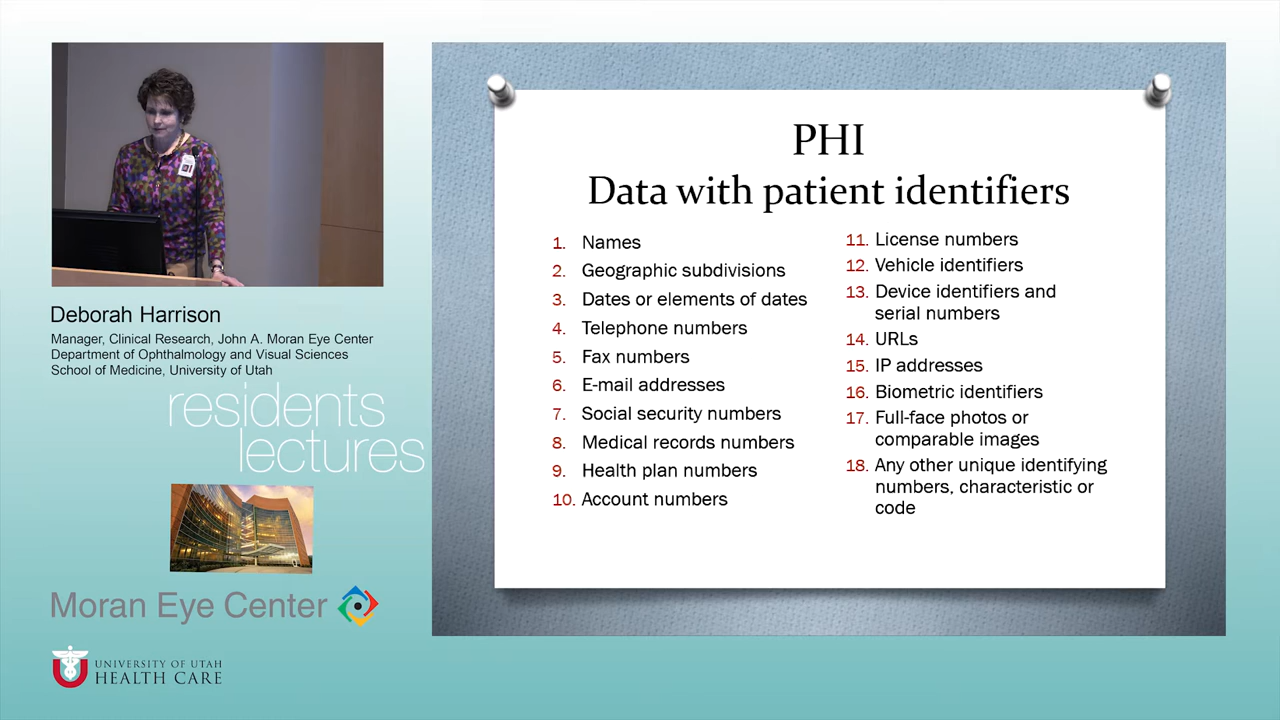 Deborah Harrison
Manager, Clinical Research, John A. Moran Eye Center
Department of Ophthalmology and Visual Sciences
School of Medicine, University of Utah
residents
lectures
Moran Eye Center
UNIVERSITY OF UTAH
HEALTH CARE
PHI
Data with patient identifiers
1. Names
2. Geographic subdivisions
3. Dates or elements of dates
4. Telephone numbers
5. Fax numbers
6. E-mail addresses
7. Social security numbers
8. Medical records numbers
9. Health plan numbers
10. Account numbers
11. License numbers
12. Vehicle identifiers
13. Device identifiers and
serial numbers
14. URLs
15. IP addresses
16. Biometric identifiers
17. Full-face photos or
comparable images
18. Any other unique identifying
numbers, characteristic or
code